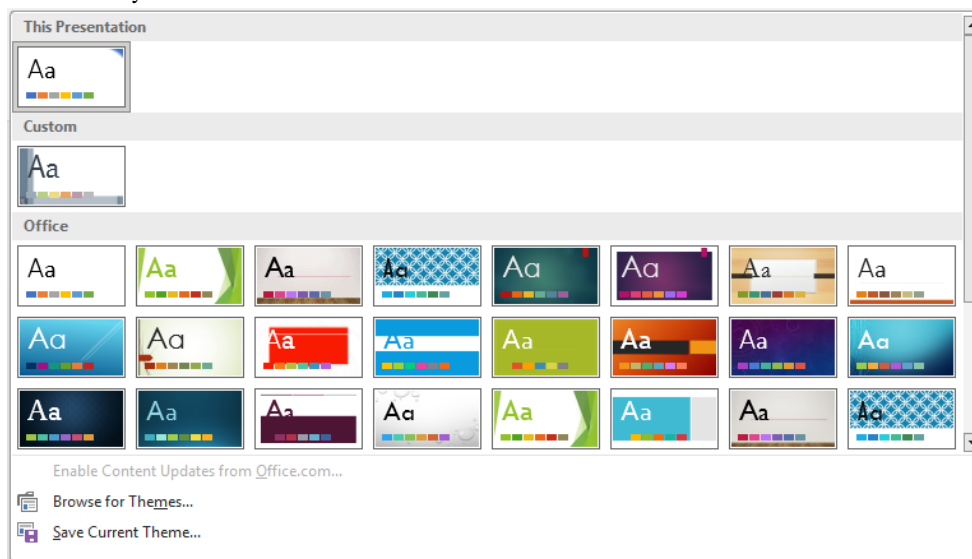 This Presentation
Aa
Custom
Aa
Office
Aa Aa Aa Aa Aa Aa Aa Aa
Aa Aa Aa Aa Aa Aa Aa Aa
Aa Aa Aa Aa Aa Aa Aa Aa
Enable Content Updates from Office.com...
Browse for Themes...
Save Current Theme...